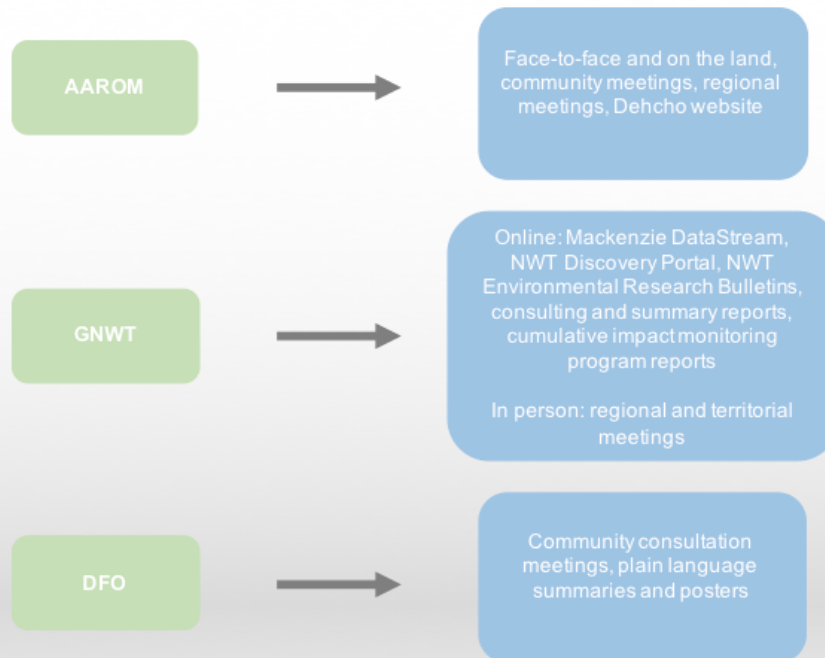 AAROM
Face-to-face and on the land,
community meetings, regional
meetings, Dehcho website
GNWT
Online: Mackenzie DataStream,
NWT Discovery Portal, NWT
Environmental Research Bulletins,
consulting and summary reports,
cumulative impact monitoring
program reports
In person: regional and territorial
meetings
DFO
Community consultation
meetings, plain language
summaries and posters